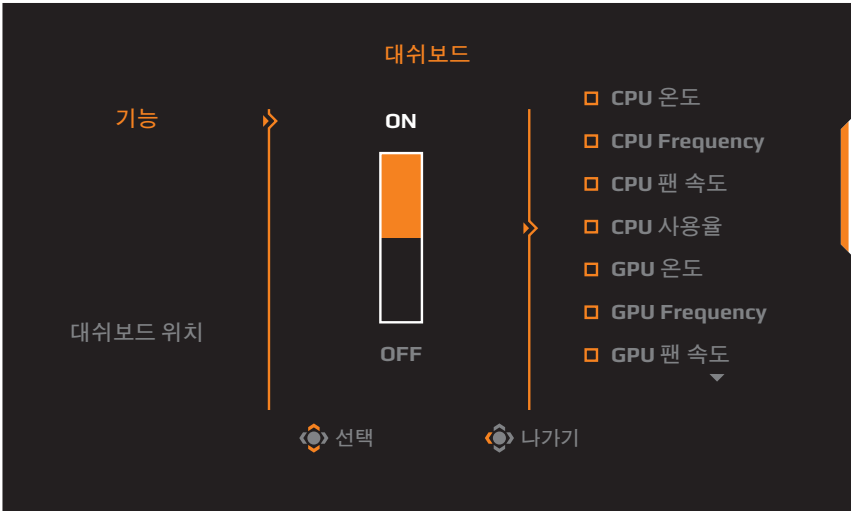 대쉬보드
기능
ON
OFF
대쉬보드 위치
CPU 온도
CPU Frequency
CPU 팬 속도
CPU 사용율
GPU 온도
GPU Frequency
GPU 팬 속도
선택
나가기